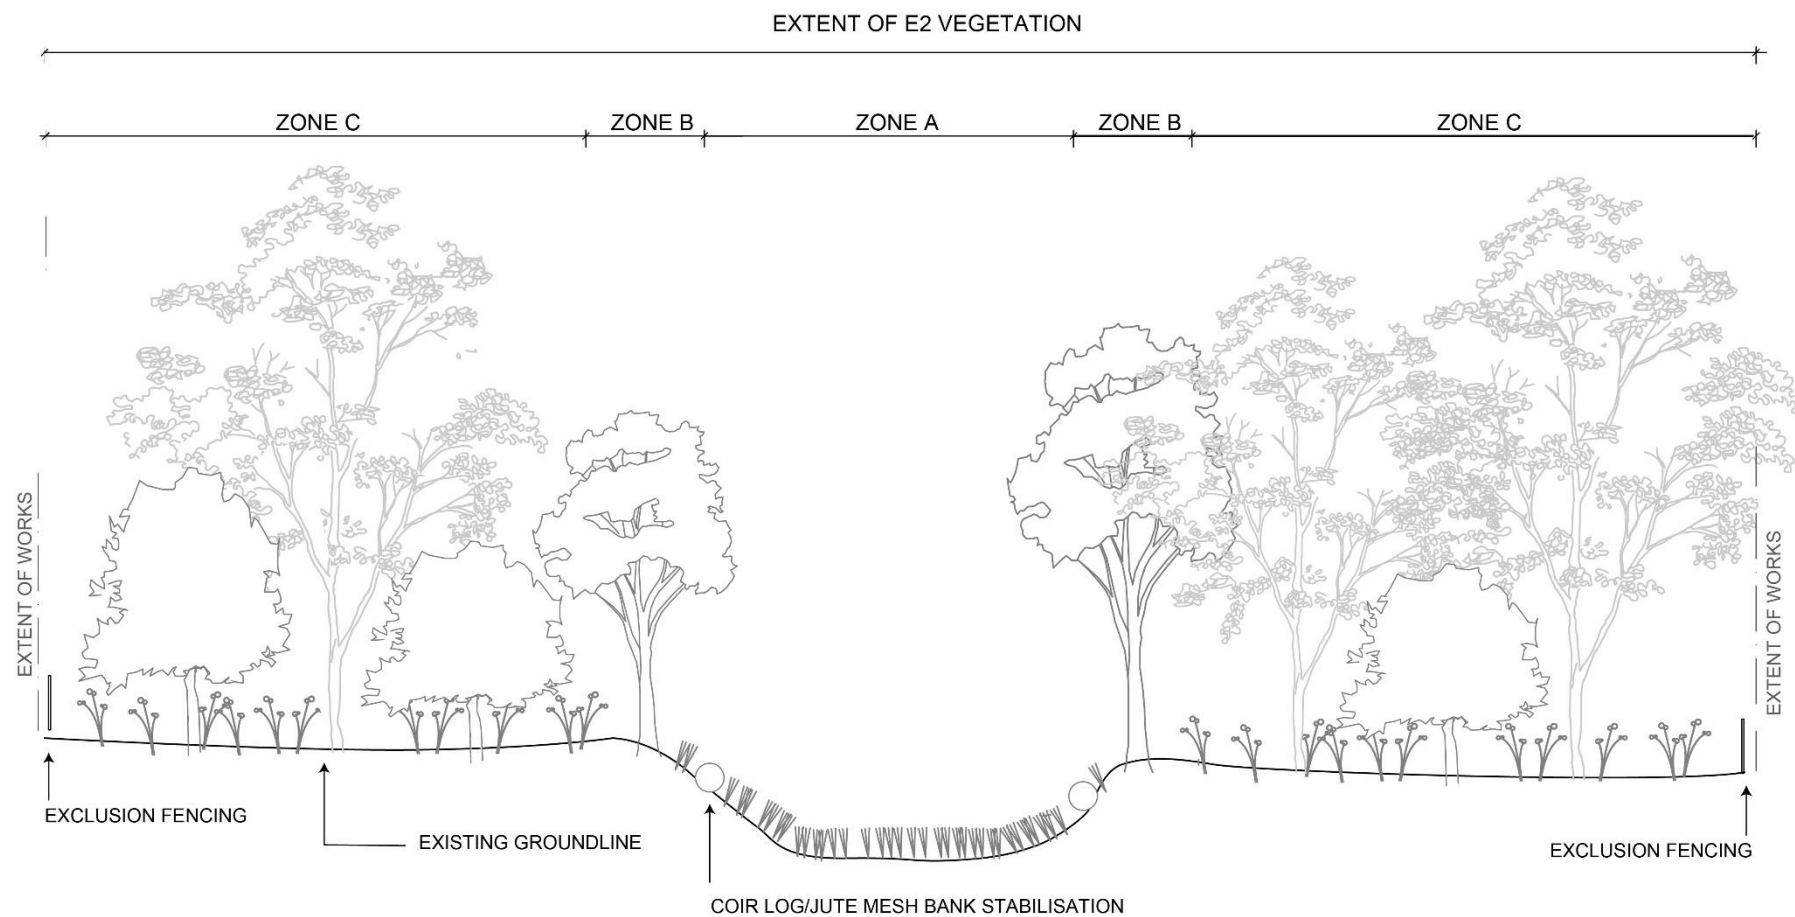 EXTENT OF E2 VEGETATION
ZONE C
ZONE B
ZONE A
ZONE B
ZONE C
EXTENT OF WORKS
EXTENT OF WORKS
EXCLUSION FENCING
EXISTING GROUNDLINE
EXCLUSION FENCING
COIR LOG/JUTE MESH BANK STABILISATION